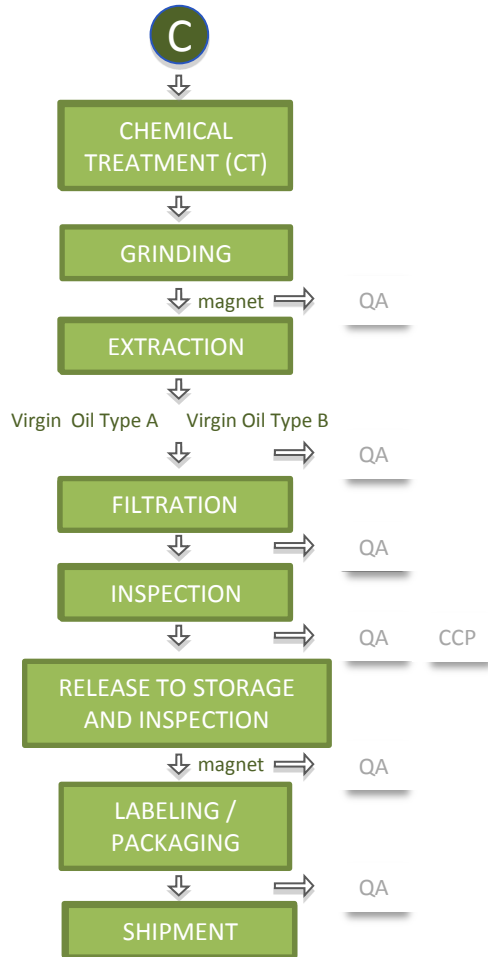 C
CHEMICAL
TREATMENT (CT)
GRINDING
magnet QA
EXTRACTION
Virgin Oil Type A Virgin Oil Type B
QA
FILTRATION
QA
INSPECTION
QA CCP
RELEASE TO STORAGE
AND INSPECTION
magnet QA
LABELING /
PACKAGING
QA
SHIPMENT